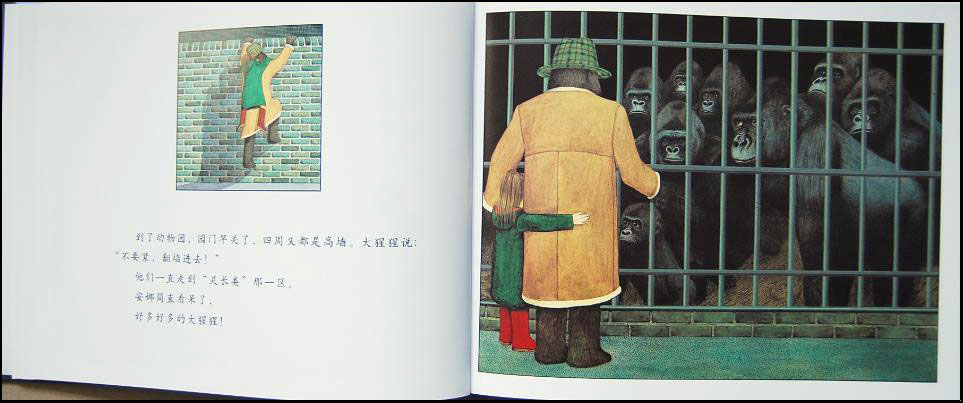 到了动物园，园门早关了，四周又都是高墙。大猩猩说：
“不要紧，翻墙进去！”
他们一直走到“灵长类”那一区。
安娜简直看呆了，
好多好多的大猩猩！